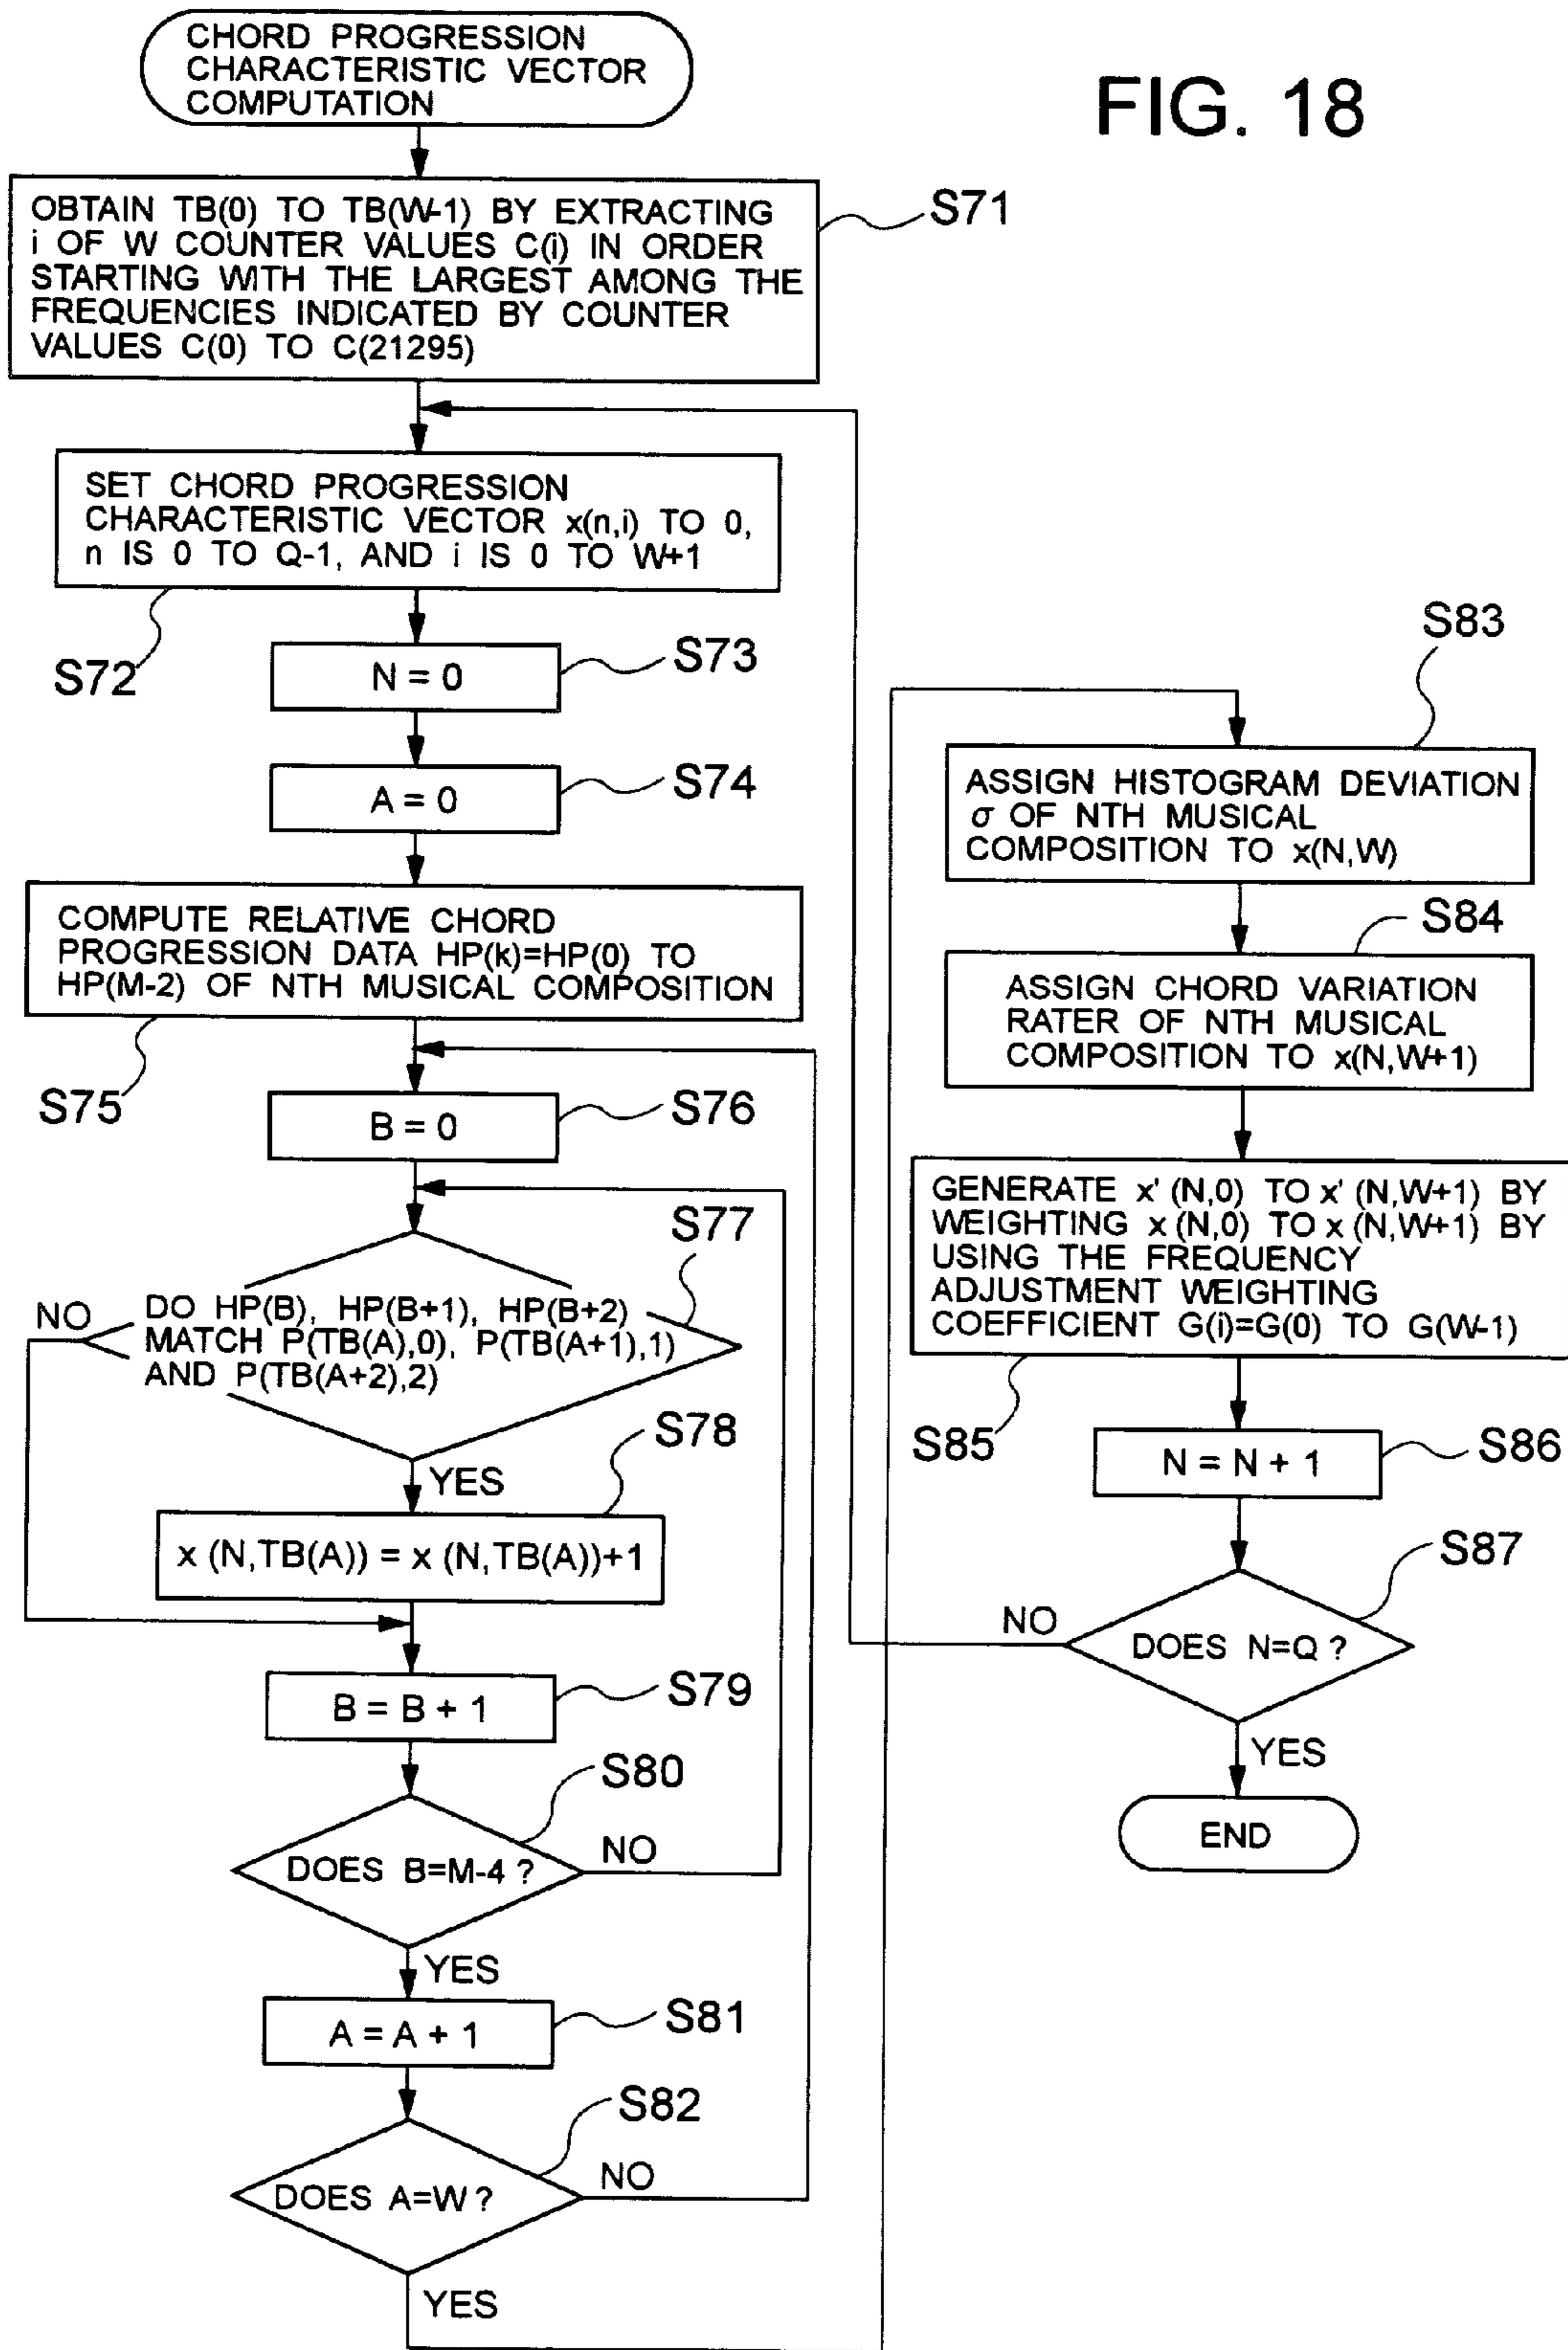 FIG. 18
CHORD PROGRESSION
CHARACTERISTIC VECTOR
COMPUTATION
OBTAIN TB(0) TO TB(W-1) BY EXTRACTING
i OF W COUNTER VALUES C(i) IN ORDER
STARTING WITH THE LARGEST AMONG THE
FREQUENCIES INDICATED BY COUNTER
VALUES C(0) TO C(21295)
S71
SET CHORD PROGRESSION
CHARACTERISTIC VECTOR x(n,i) TO 0,
n IS 0 TO Q-1, AND i IS 0 TO W+1
S72
N = 0
S73
A = 0
S74
COMPUTE RELATIVE CHORD
PROGRESSION DATA HP(k)=HP(0) TO
HP(M-2) OF NTH MUSICAL COMPOSITION
S75
B = 0
S76
S77
NO
DO HP(B), HP(B+1), HP(B+2)
MATCH P(TB(A),0), P(TB(A+1),1)
AND P(TB(A+2),2)
YES
S78
x (N,TB(A)) = x (N,TB(A))+1
B = B + 1
S79
S80
DOES B=M-4 ?
NO
YES
A = A + 1
S81
S82
DOES A=W ?
NO
YES
S83
ASSIGN HISTOGRAM DEVIATION
σ OF NTH MUSICAL
COMPOSITION TO x(N,W)
S84
ASSIGN CHORD VARIATION
RATER OF NTH MUSICAL
COMPOSITION TO x(N,W+1)
GENERATE x' (N,0) TO x' (N,W+1) BY
WEIGHTING x (N,0) TO x (N,W+1) BY
USING THE FREQUENCY
ADJUSTMENT WEIGHTING
COEFFICIENT G(i)=G(0) TO G(W-1)
S85
N = N + 1
S86
S87
NO
DOES N=Q ?
YES
END